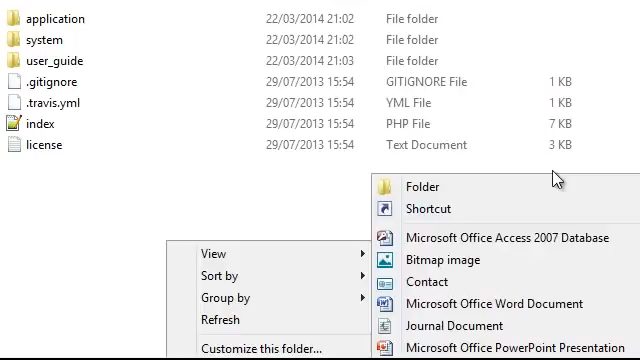 application 22/03/2014 21:02 File folder
system 22/03/2014 21:02 File folder
user_guide 22/03/2014 21:03 File folder
.gitignore 29/07/2013 15:54 GITIGNORE File 1 KB
.travis.yml 29/07/2013 15:54 YML File 1 KB
index 29/07/2013 15:54 PHP File 7 KB
license 29/07/2013 15:54 Text Document 3 KB
Folder
Shortcut
Microsoft Office Access 2007 Database
View
Bitmap image
Sort by
Contact
Group by
Microsoft Office Word Document
Refresh
Journal Document
Customize this folder...
Microsoft Office PowerPoint Presentation